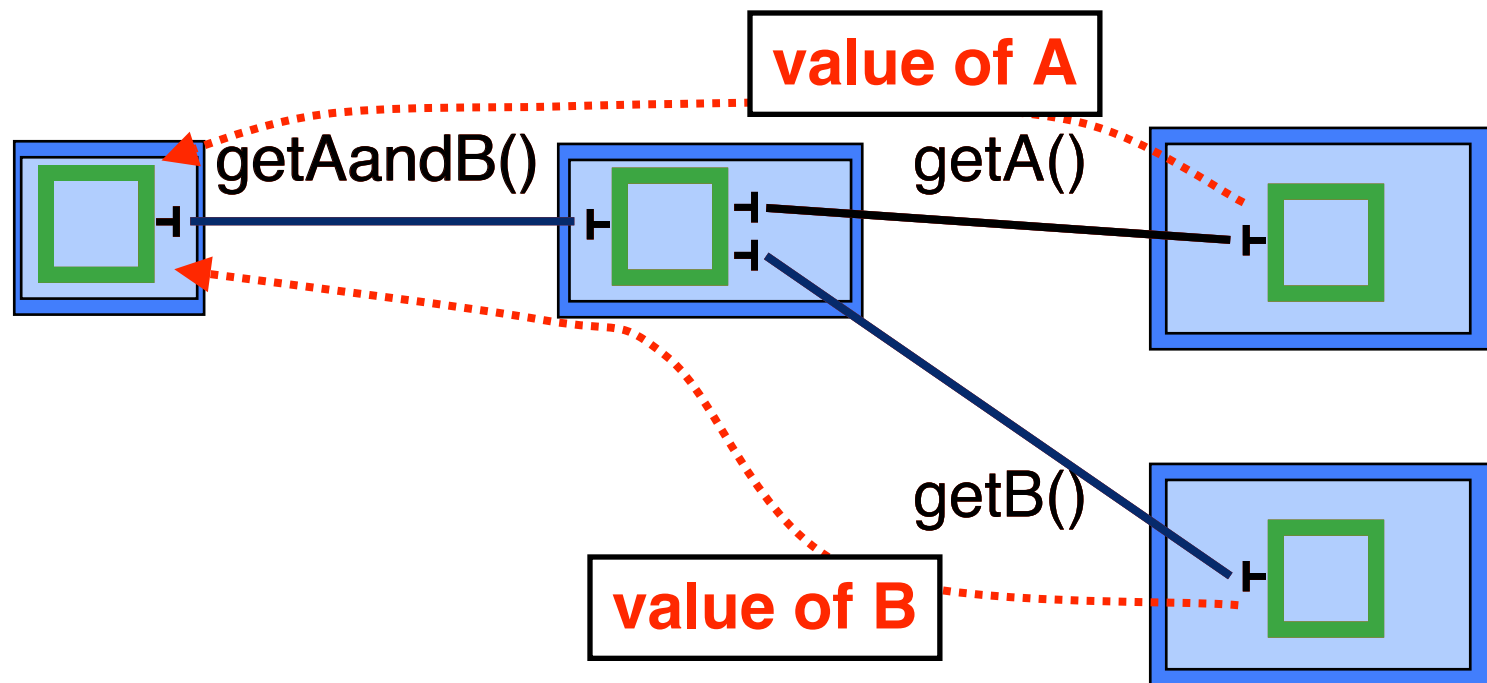 value of A
getAandB()
getA()
getB()
value of B